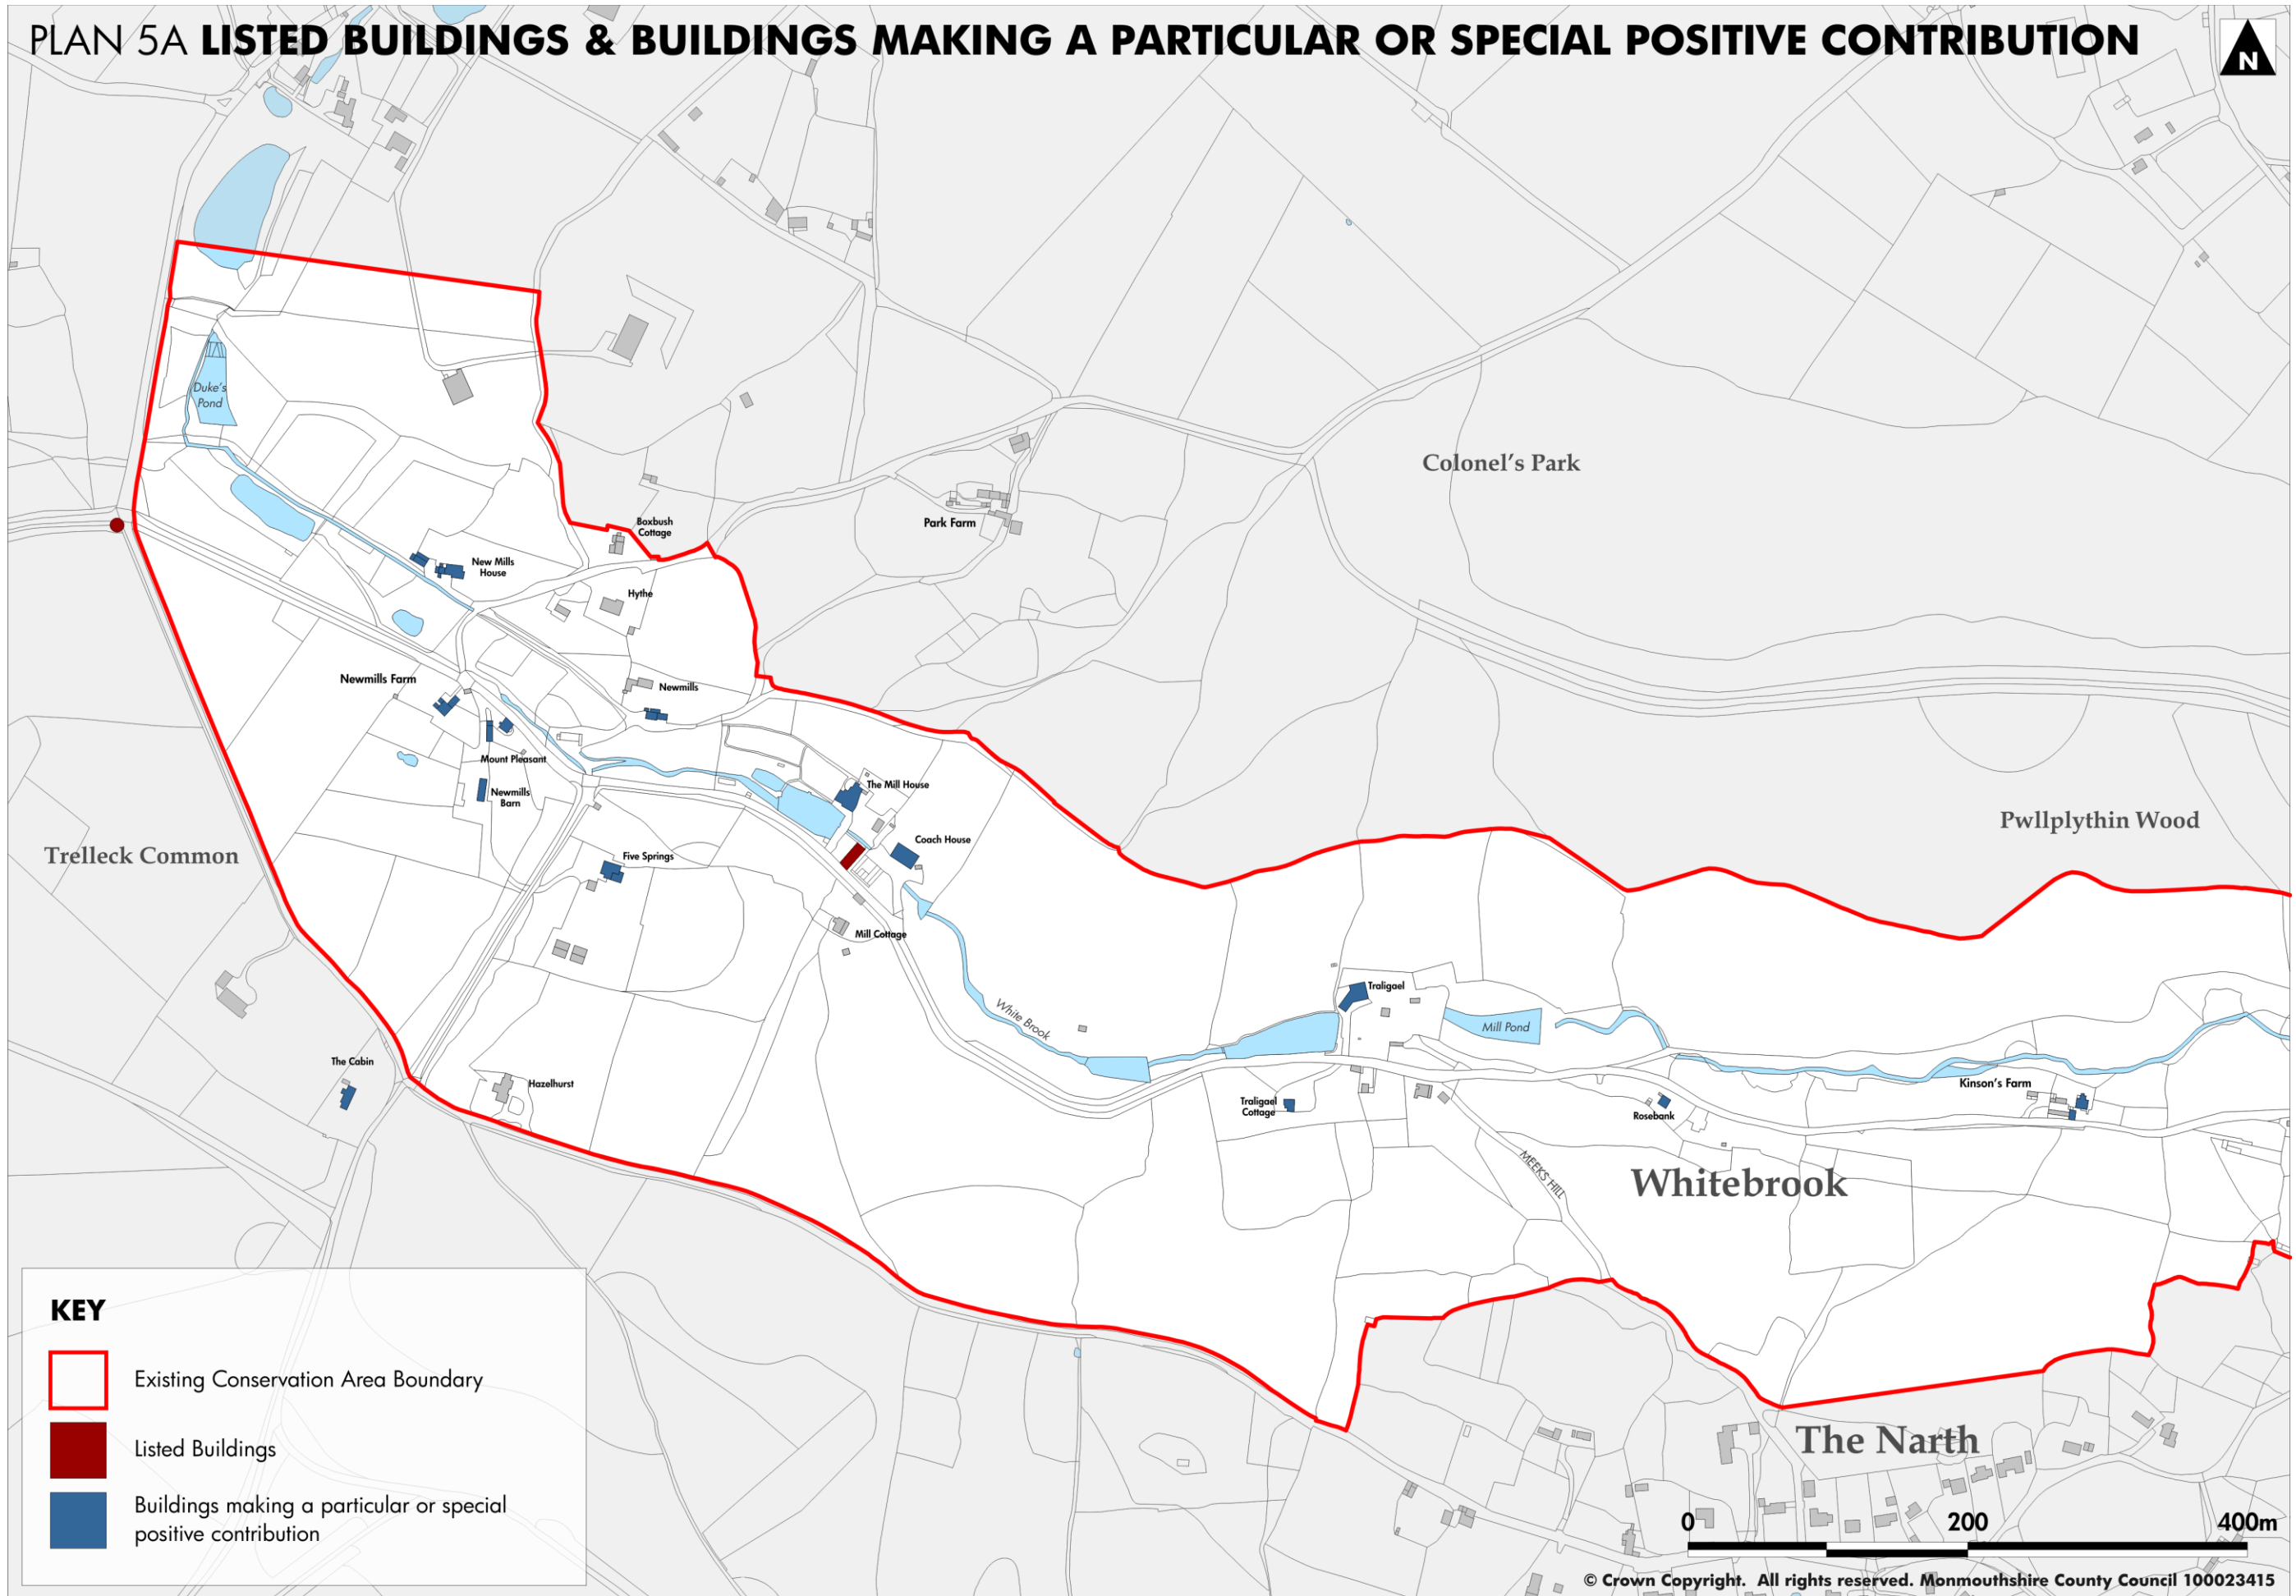 PLAN 5A LISTED BUILDINGS & BUILDINGS MAKING A PARTICULAR OR SPECIAL POSITIVE CONTRIBUTION
N
Duke's
Pond
Colonel's Park
Park Farm
Boxbush
Cottage
New Mills
House
Hythe
Newmills Farm
Newmills
Mount Pleasant
The Mill House
Newmills
Barn
Pwllplythin Wood
Coach House
Trelleck Common
Five Springs
Mill Cottage
Traligael
White Brook
Mill Pond
The Cabin
Hazelhurst
Kinson's Farm
Traligael
Cottage
Rosebank
MEEKS HILL
Whitebrook
The Narth
KEY
Existing Conservation Area Boundary
Listed Buildings
Buildings making a particular or special
positive contribution
0 200 400m
© Crown Copyright. All rights reserved. Monmouthshire County Council 100023415